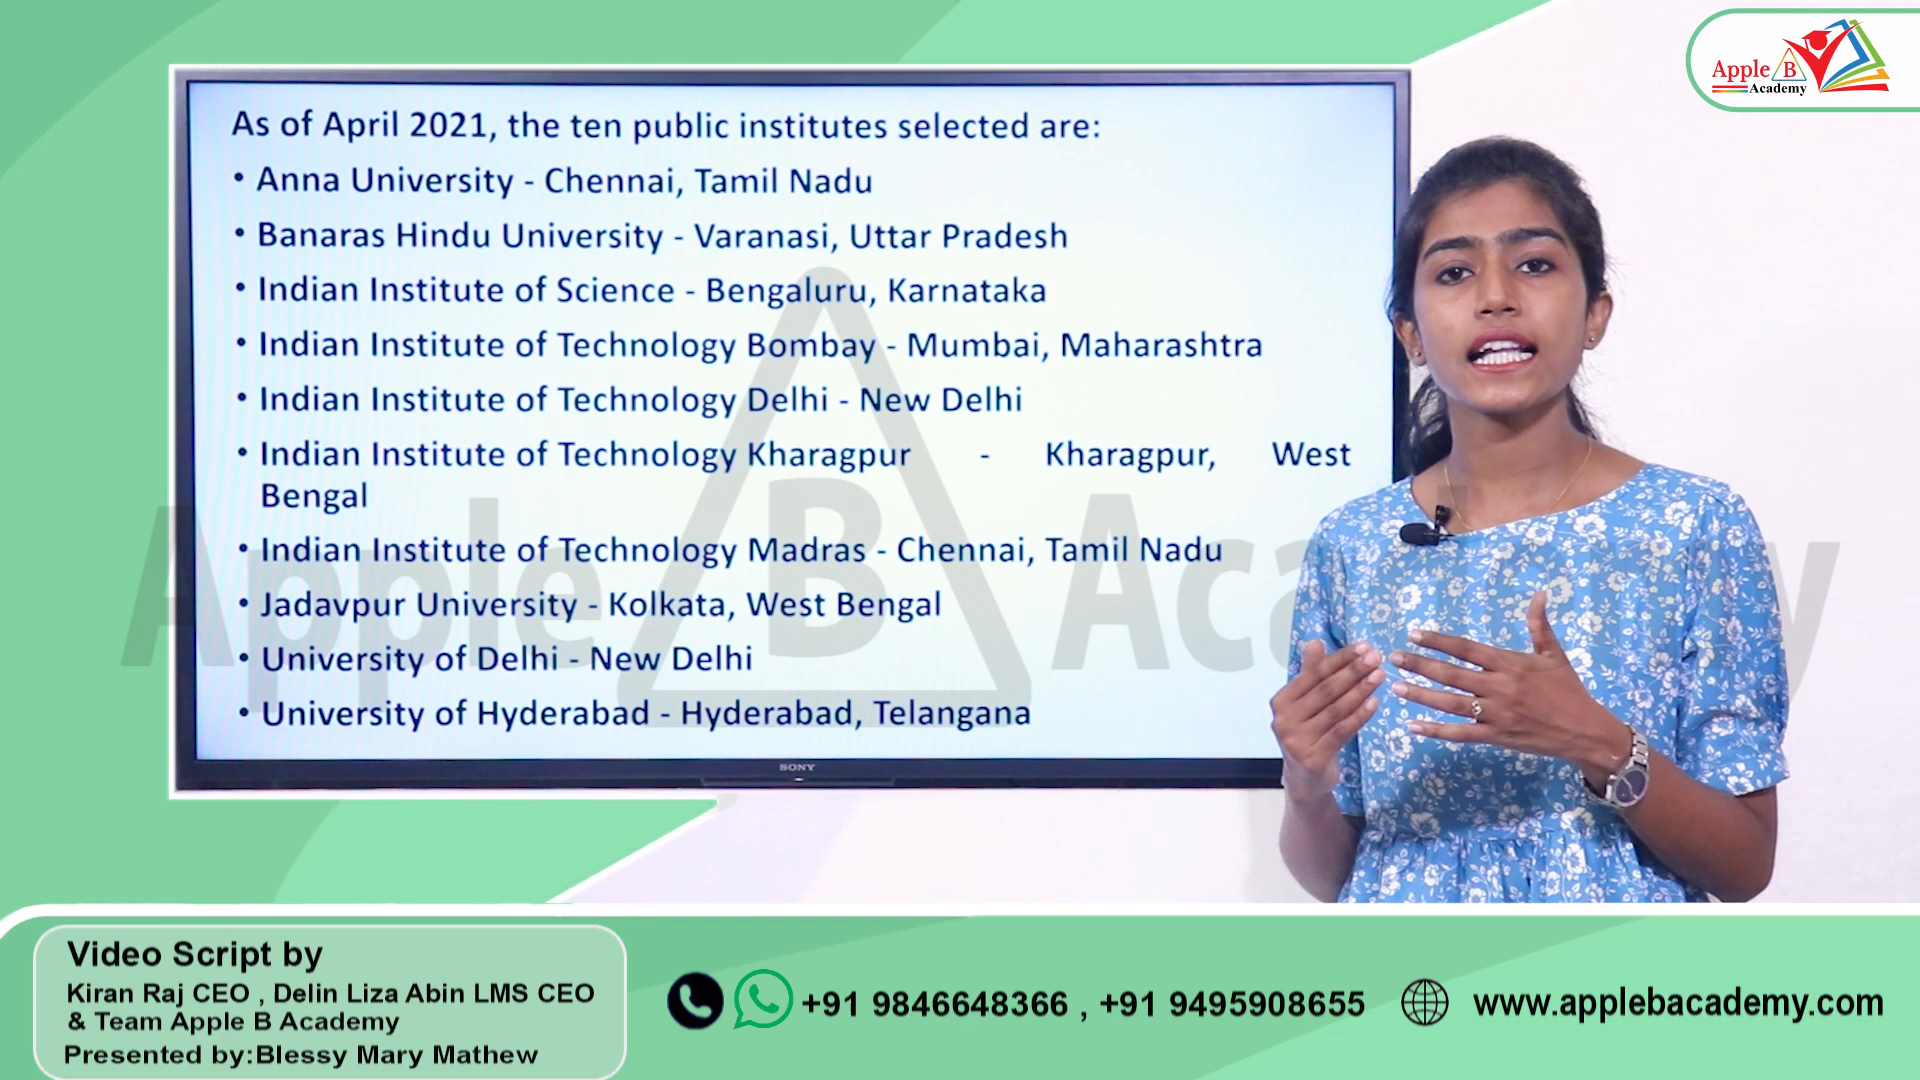 Apple B
Academy
As of April 2021, the ten public institutes selected are:
• Anna University - Chennai, Tamil Nadu
• Banaras Hindu University - Varanasi, Uttar Pradesh
• Indian Institute of Science - Bengaluru, Karnataka
• Indian Institute of Technology Bombay - Mumbai, Maharashtra
• Indian Institute of Technology Delhi - New Delhi
• Indian Institute of Technology Kharagpur - Kharagpur, West
Bengal
• Indian Institute of Technology Madras - Chennai, Tamil Nadu
• Jadavpur University - Kolkata, West Bengal
• University of Delhi - New Delhi
• University of Hyderabad - Hyderabad, Telangana
Apple B Academy
SONY
Video Script by
Kiran Raj CEO , Delin Liza Abin LMS CEO
& Team Apple B Academy
Presented by:Blessy Mary Mathew
+91 9846648366 , +91 9495908655
www.applebacademy.com